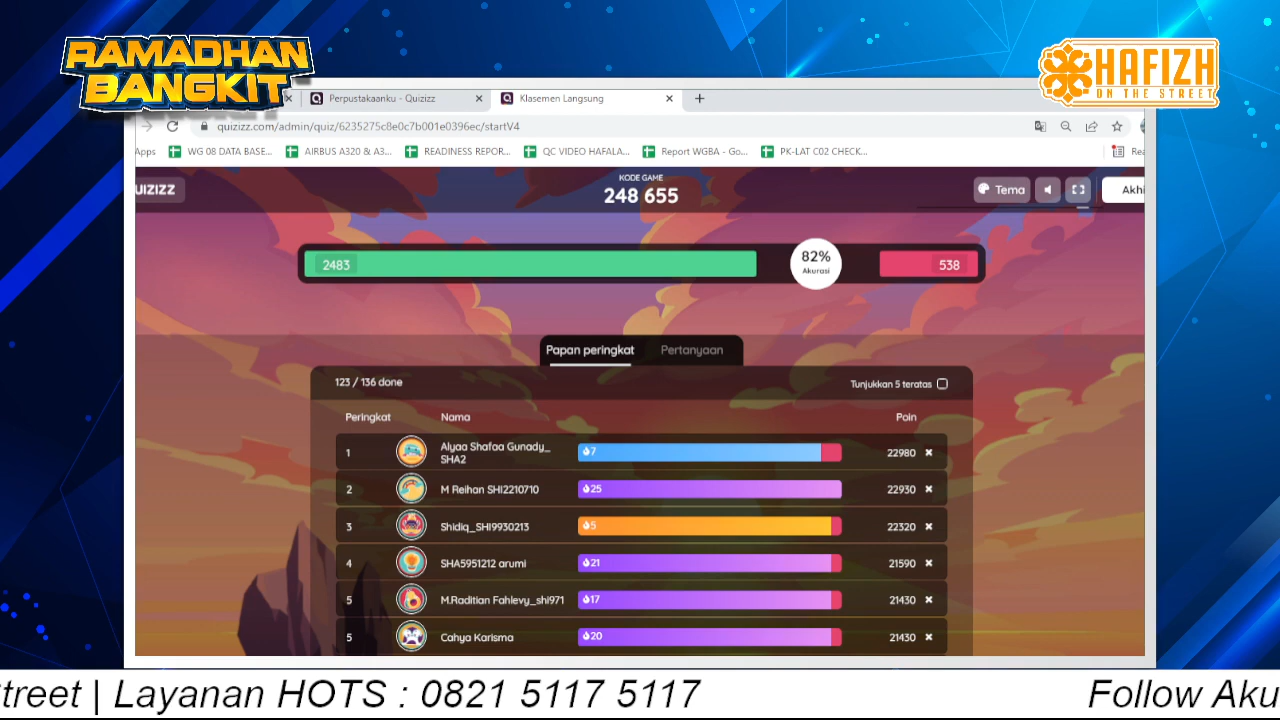 RAMADHAN
BANGKIT
HAFIZH
ON THE STREET
Perpustakaanku - Quizizz
Klasemen Langsung
quizizz.com/admin/quiz/6235275c8e0c7b001e0396ec/startV4
Apps WG 08 DATA BASE... AIRBUS A320 & A3... READINESS REPOR... QC VIDEO HAFALA... Report WGBA - Go... PK-LAT C02 CHECK... Rea
UIZIZZ
KODE GAME
248 655
Tema
Akhi
2483
82%
Akurasi
538
Papan peringkat Pertanyaan
123 / 136 done Tunjukkan 5 teratas
Peringkat Nama Poin
1 Alyaa Shafaa Gunady_
SHA2 7 22980
2 M Reihan SHI2210710 25 22930
3 Shidiq_SHI9930213 5 22320
4 SHA5951212 arumi 21 21590
5 M.Raditian Fahlevy_shi971 17 21430
5 Cahya Karisma 20 21430
treet | Layanan HOTS : 0821 5117 5117 Follow Aku